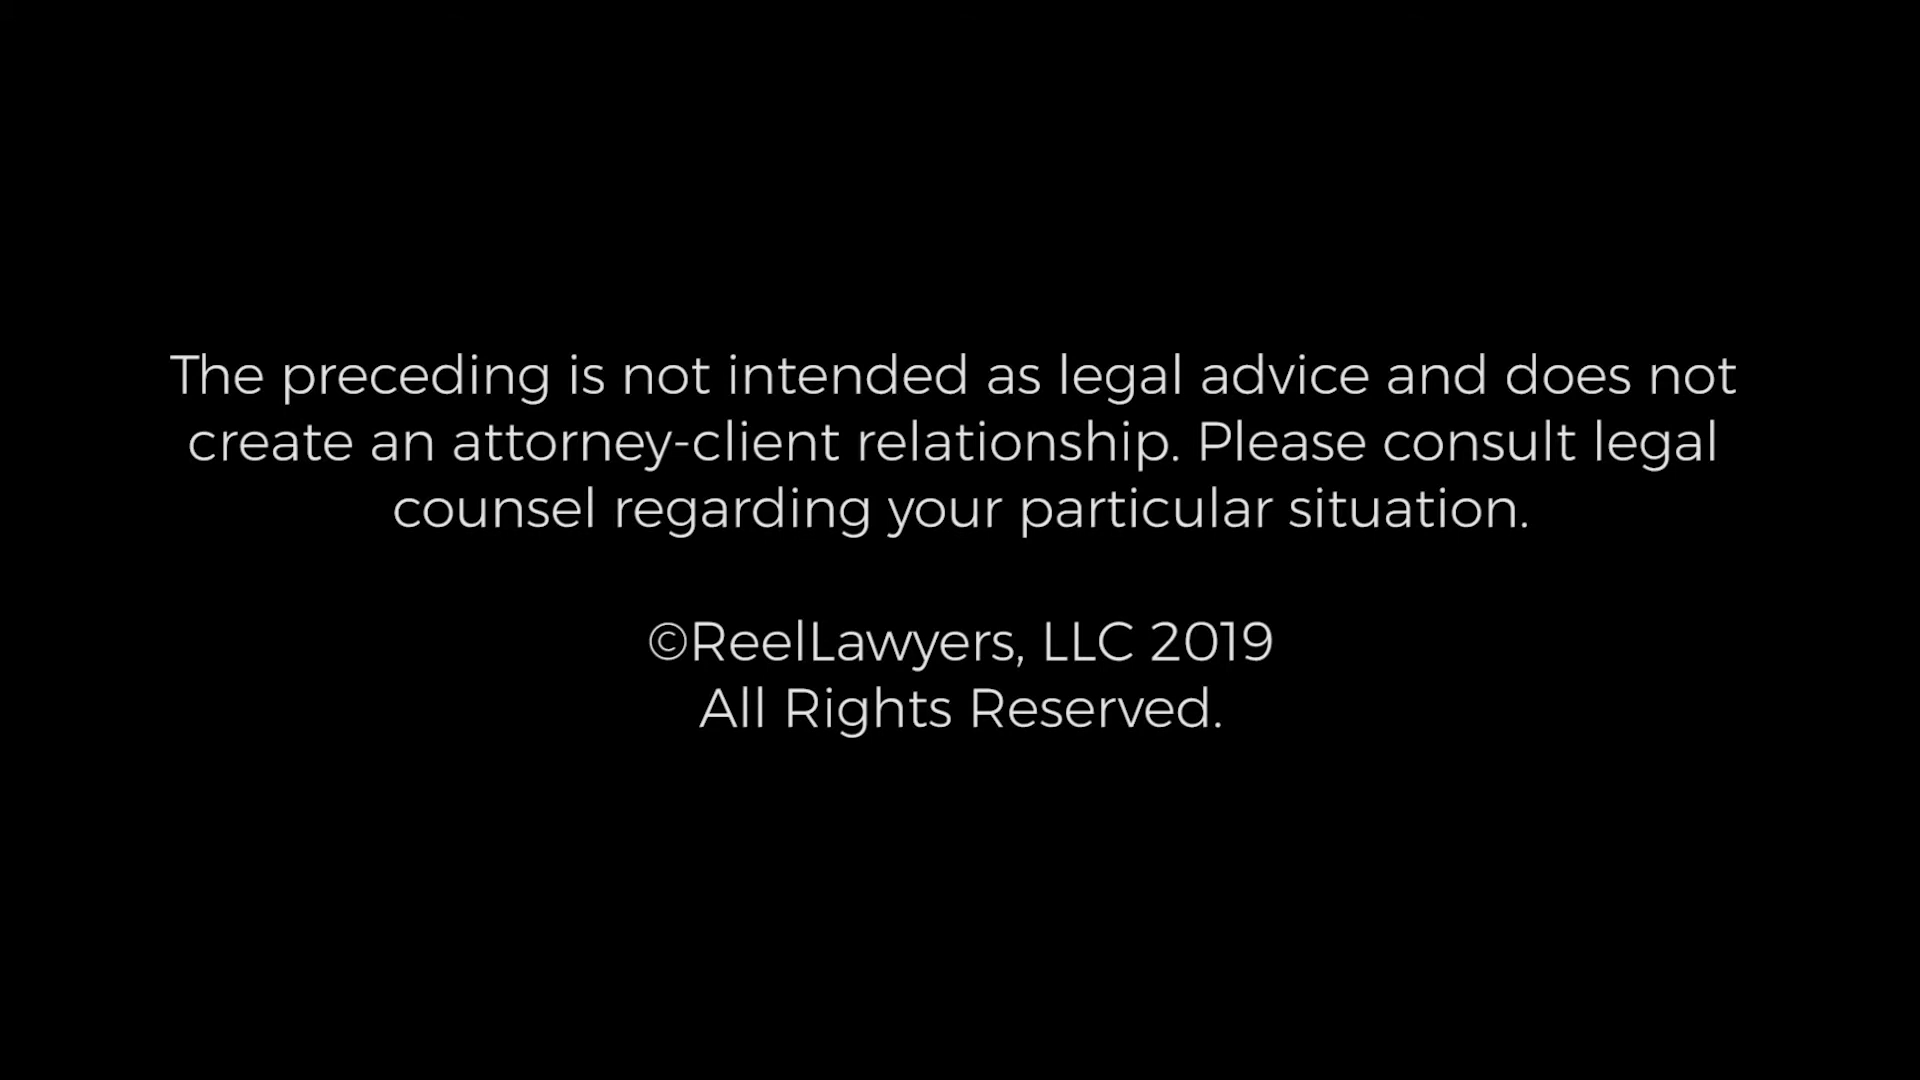 The preceding is not intended as legal advice and does not
create an attorney-client relationship. Please consult legal
counsel regarding your particular situation.
©ReelLawyers, LLC 2019
All Rights Reserved.